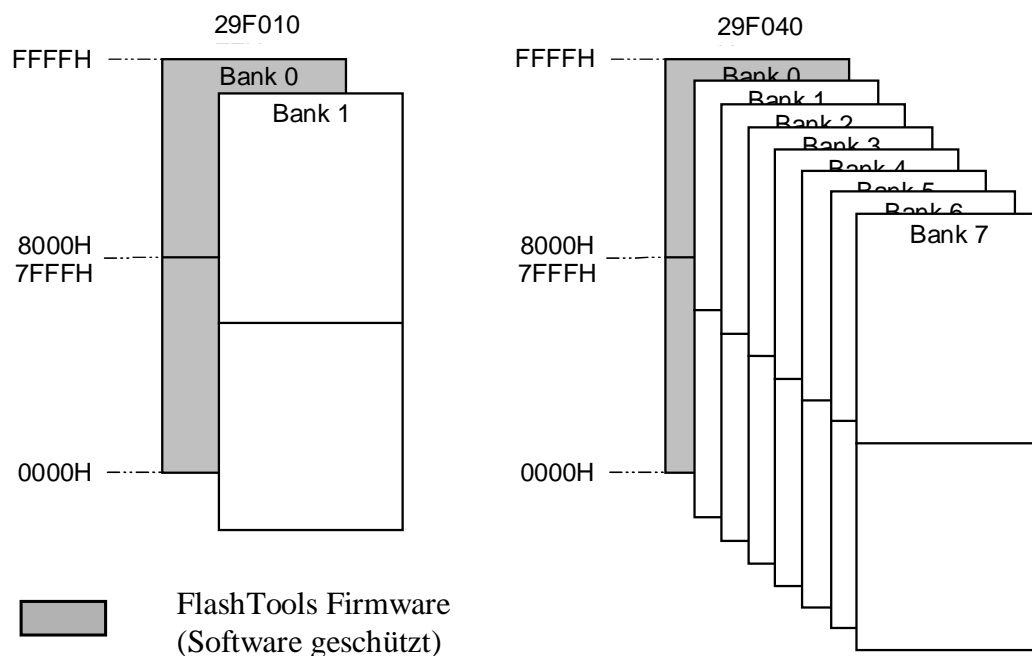 29F010
FFFFH
Bank 0
Bank 1
8000H
7FFFH
0000H
29F040
FFFFH
Bank 0
Bank 1
Bank 2
Bank 3
Bank 4
Bank 5
Bank 6
Bank 7
8000H
7FFFH
0000H
FlashTools Firmware
(Software geschützt)